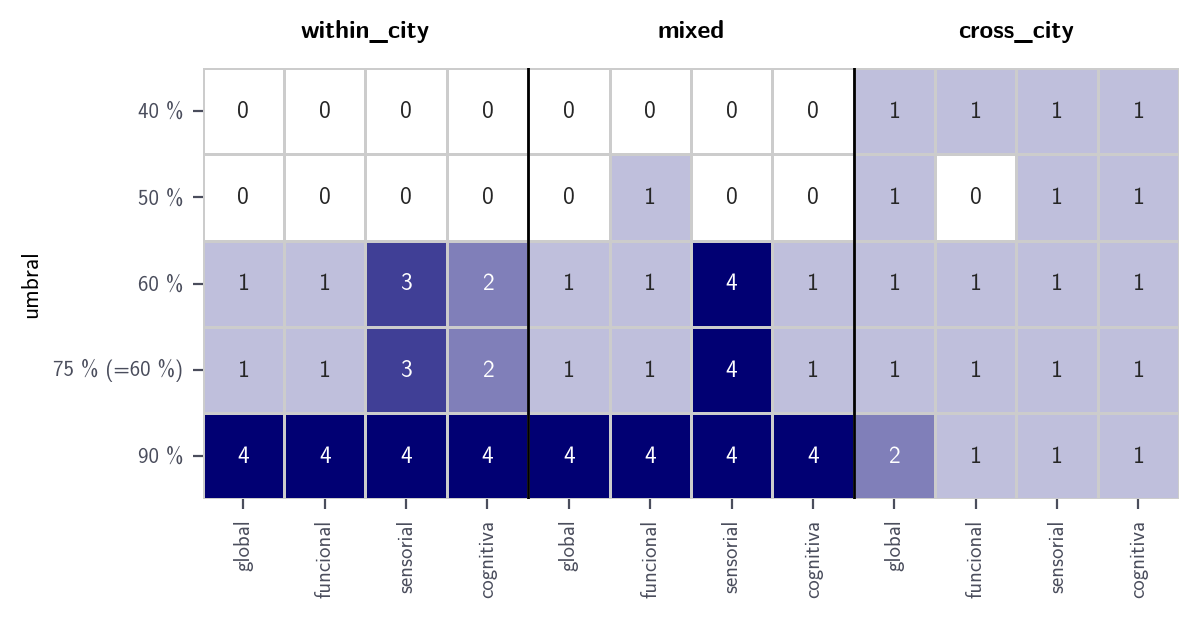 within_city mixed cross_city
40 % 0 0 0 0 0 0 0 0 1 1 1 1
50 % 0 0 0 0 0 1 0 0 1 0 1 1
umbral
60 % 1 1 3 2 1 1 4 1 1 1 1 1
75 % (=60 %) 1 1 3 2 1 1 4 1 1 1 1 1
90 % 4 4 4 4 4 4 4 4 2 1 1 1
global funcional sensorial cognitiva global funcional sensorial cognitiva global funcional sensorial cognitiva